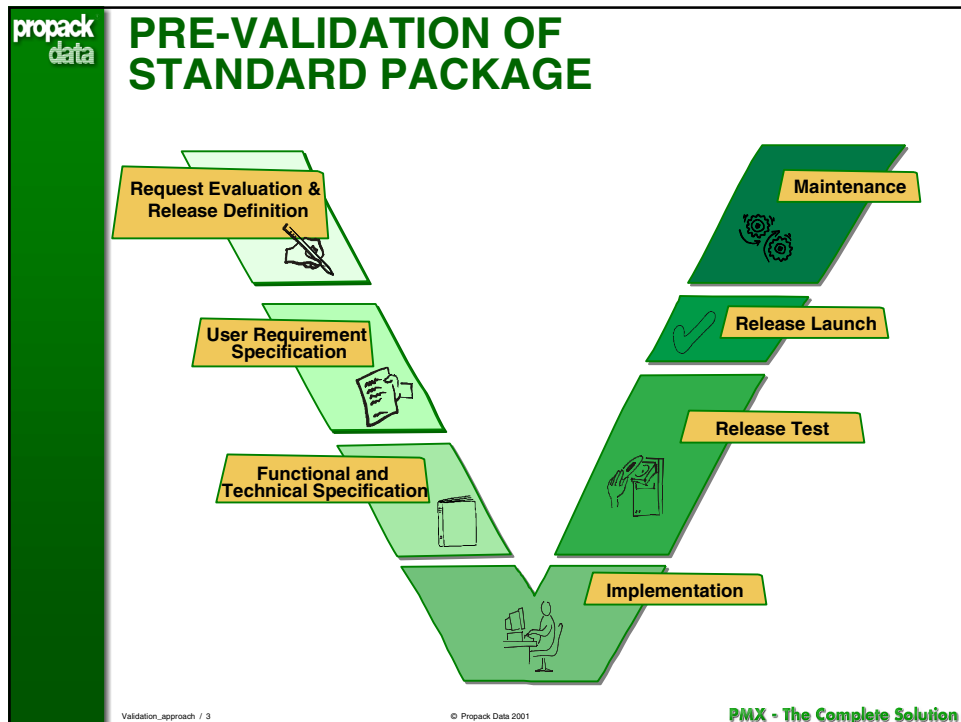 propack
data
PRE-VALIDATION OF
STANDARD PACKAGE
Request Evaluation &
Release Definition
User Requirement
Specification
Functional and
Technical Specification
Implementation
Release Test
Release Launch
Maintenance
Validation_approach / 3
© Propack Data 2001
PMX - The Complete Solution